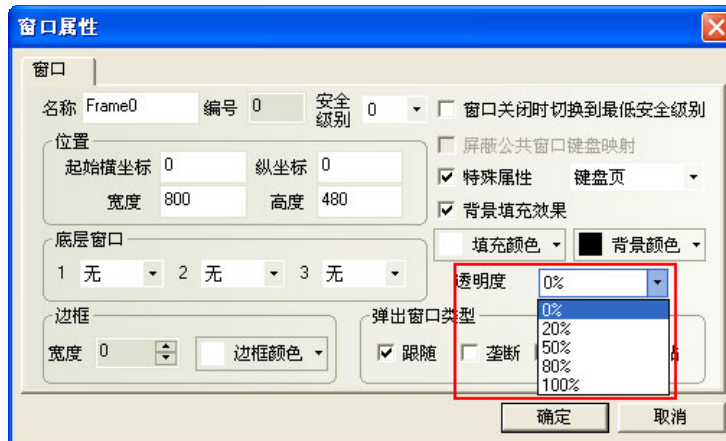 窗口属性
窗口
名称 Frame0 编号 0 安全级别 0 窗口关闭时切换到最低安全级别
位置 屏蔽公共窗口键盘映射
起始横坐标 0 纵坐标 0 特殊属性 键盘页
宽度 800 高度 480 背景填充效果
底层窗口 填充颜色 背景颜色
1 无 2 无 3 无 透明度 0%
边框 弹出窗口类型 0%
20%
宽度 0 边框颜色 跟随 垄断 50%
80%
100%
确定 取消